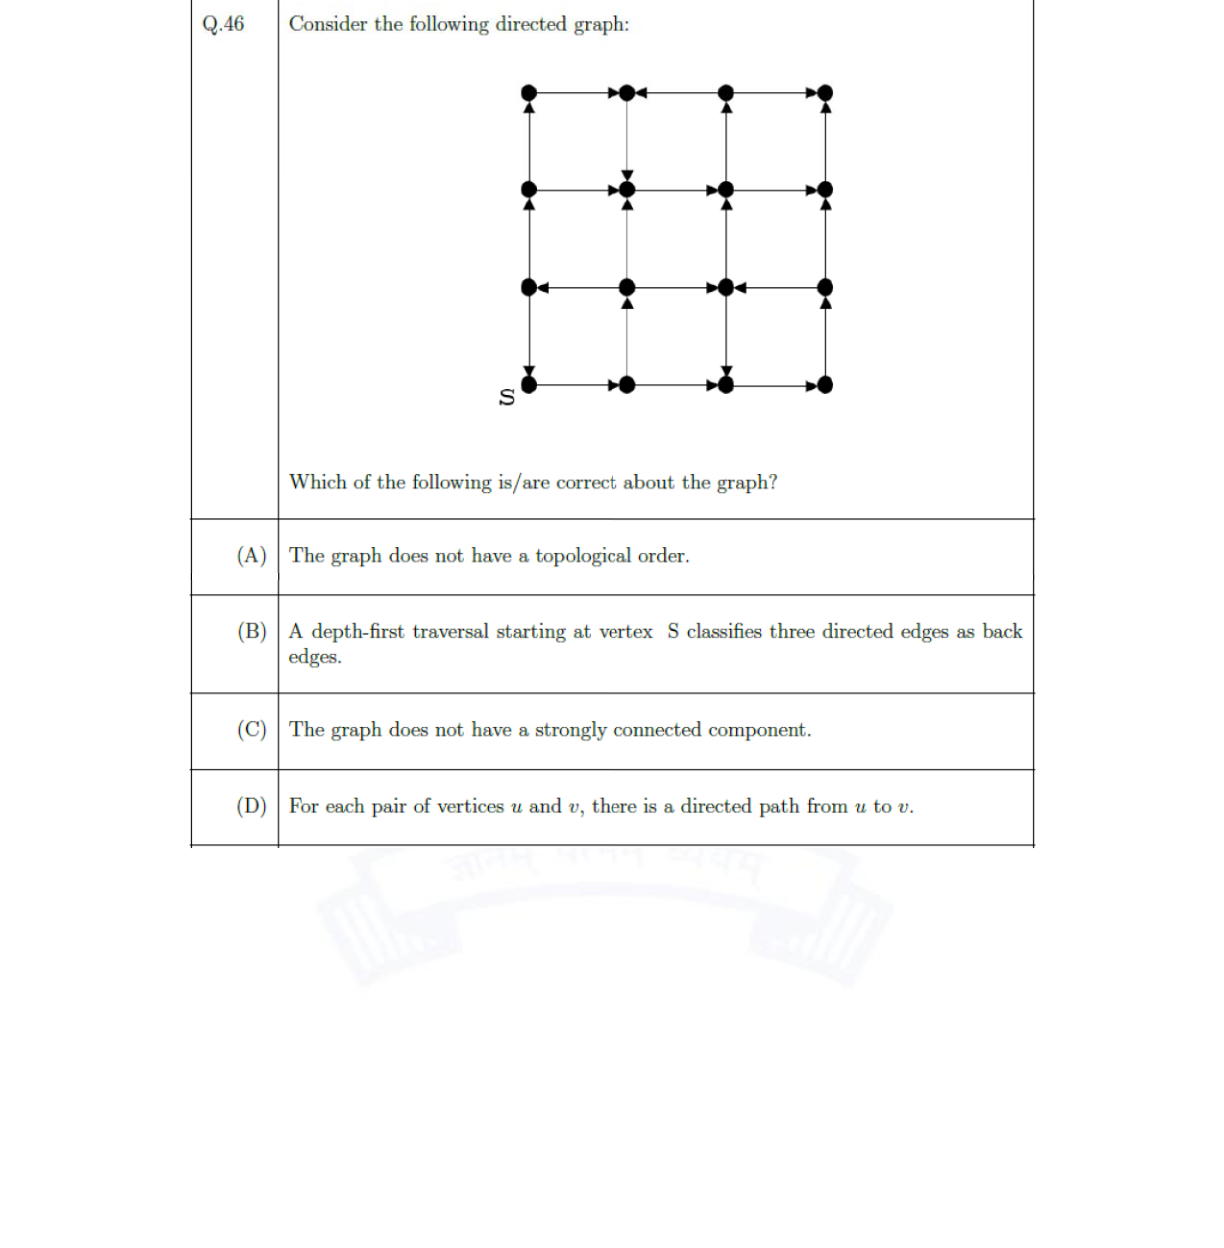 Q.46 Consider the following directed graph:
S
Which of the following is/are correct about the graph?
(A) The graph does not have a topological order.
(B) A depth-first traversal starting at vertex S classifies three directed edges as back
edges.
(C) The graph does not have a strongly connected component.
(D) For each pair of vertices u and v, there is a directed path from u to v.